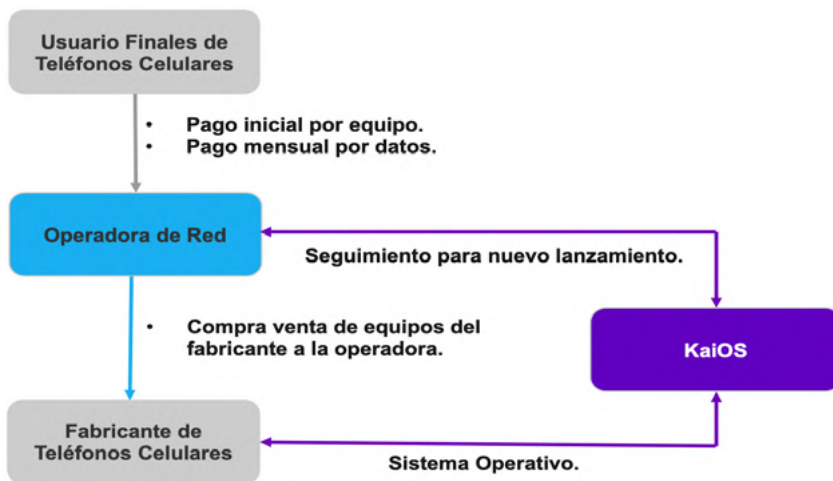 Usuario Finales de
Teléfonos Celulares
• Pago inicial por equipo.
• Pago mensual por datos.
Operadora de Red
Seguimiento para nuevo lanzamiento.
• Compra venta de equipos del
fabricante a la operadora.
KaiOS
Fabricante de
Teléfonos Celulares
Sistema Operativo.